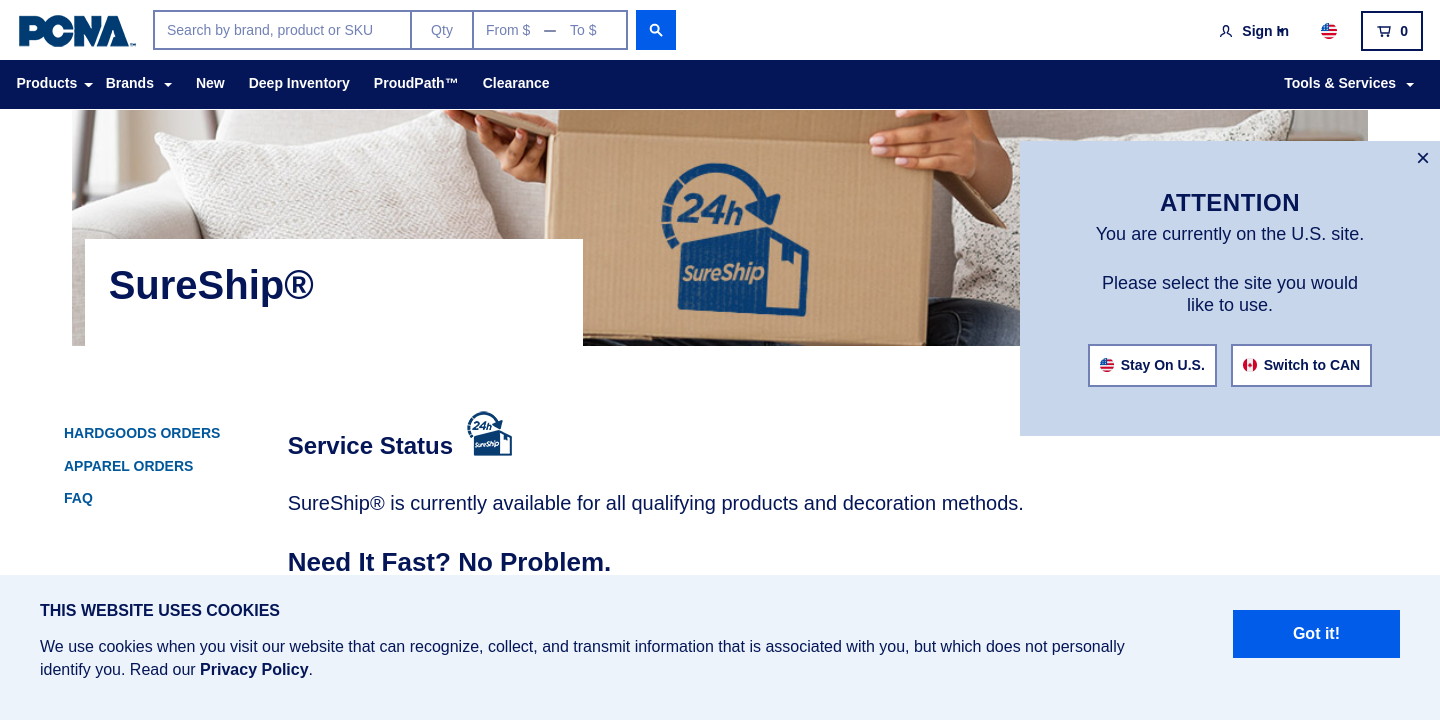 PCNA™
Search by brand, product or SKU
Qty
From $ — To $
Sign In
0
Products
Brands
New
Deep Inventory
ProudPath™
Clearance
Tools & Services
24h
SureShip
SureShip®
×
ATTENTION
You are currently on the U.S. site.
Please select the site you would
like to use.
Stay On U.S.
Switch to CAN
HARDGOODS ORDERS
APPAREL ORDERS
FAQ
Service Status
24h
SureShip
SureShip® is currently available for all qualifying products and decoration methods.
Need It Fast? No Problem.
THIS WEBSITE USES COOKIES
We use cookies when you visit our website that can recognize, collect, and transmit information that is associated with you, but which does not personally
identify you. Read our Privacy Policy.
Got it!